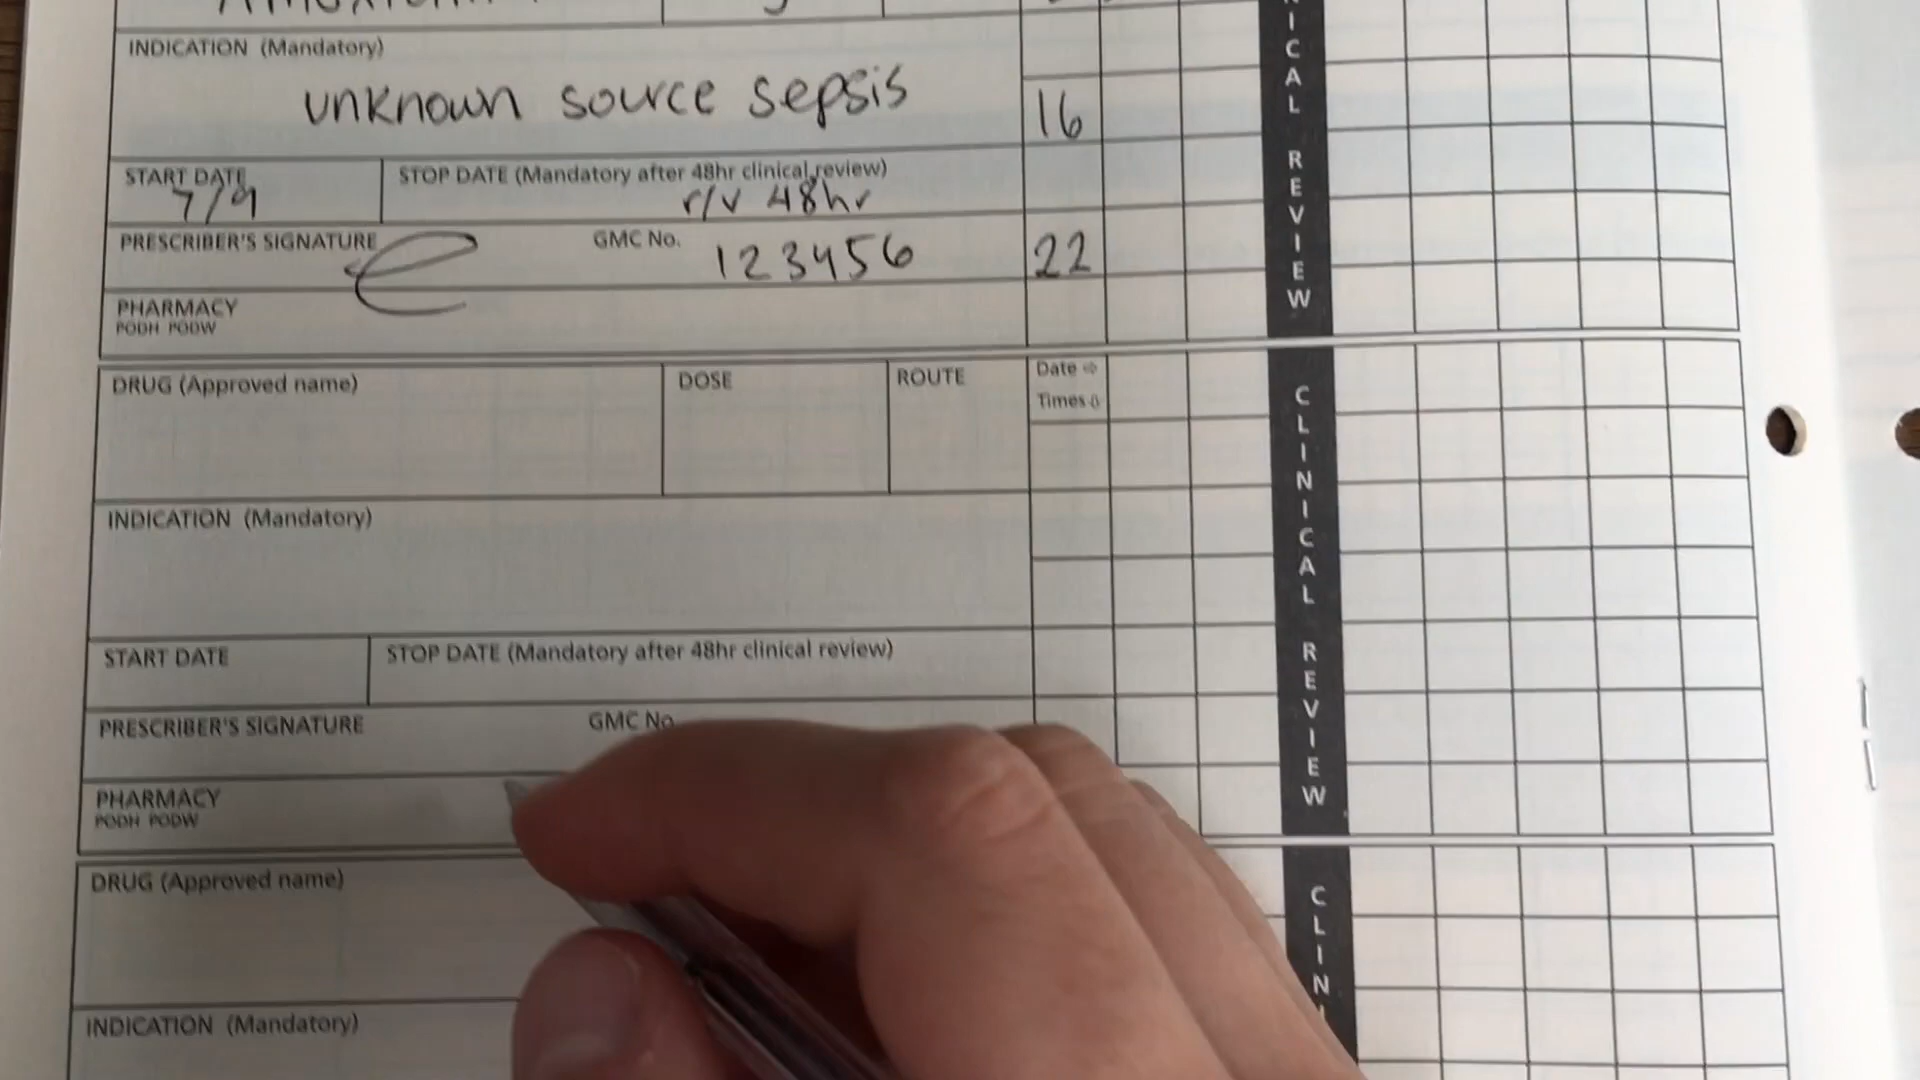 INDICATION (Mandatory)
unknown source sepsis
16
START DATE STOP DATE (Mandatory after 48hr clinical review)
7/9 r/v 48hr
PRESCRIBER'S SIGNATURE GMC No. 123456 22
PHARMACY
PODH PODW
CLINICAL REVIEW
DRUG (Approved name) DOSE ROUTE Date ⇨
Times ⇩
INDICATION (Mandatory)
START DATE STOP DATE (Mandatory after 48hr clinical review)
PRESCRIBER'S SIGNATURE GMC No
PHARMACY
PODH PODW
CLINICAL REVIEW
DRUG (Approved name)
INDICATION (Mandatory)
CLIN